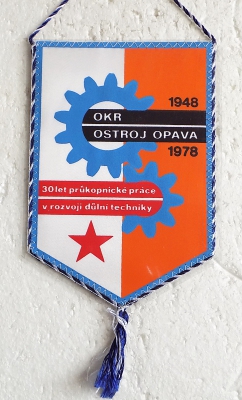 1948
OKR
OSTROJ OPAVA
1978
30 let průkopnické práce
v rozvoji důlní techniky